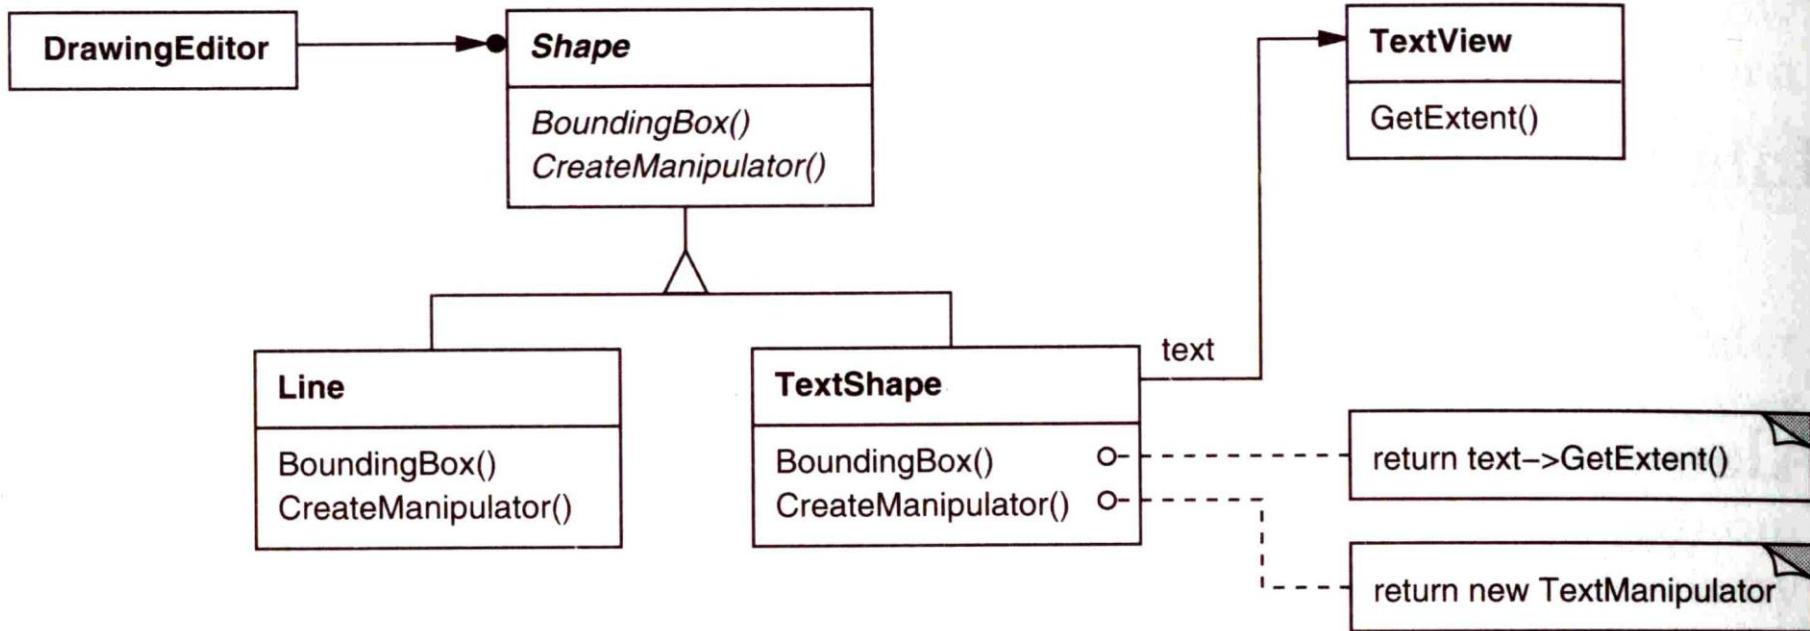 DrawingEditor
Shape
BoundingBox()
CreateManipulator()
TextView
GetExtent()
Line
BoundingBox()
CreateManipulator()
TextShape
BoundingBox()
CreateManipulator()
text
return text->GetExtent()
return new TextManipulator